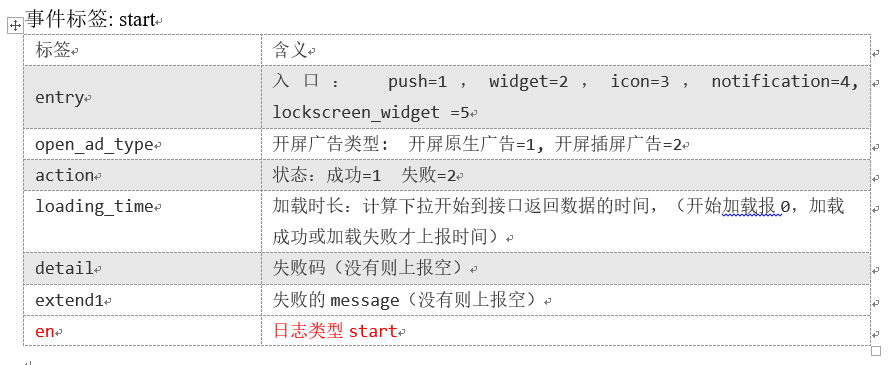 事件标签: start
标签 含义
entry 入口： push=1 ， widget=2 ， icon=3 ， notification=4,
lockscreen_widget =5
open_ad_type 开屏广告类型： 开屏原生广告=1, 开屏插屏广告=2
action 状态：成功=1 失败=2
loading_time 加载时长：计算下拉开始到接口返回数据的时间，（开始加载报 0，加载
成功或加载失败才上报时间）
detail 失败码（没有则上报空）
extend1 失败的 message（没有则上报空）
en 日志类型 start